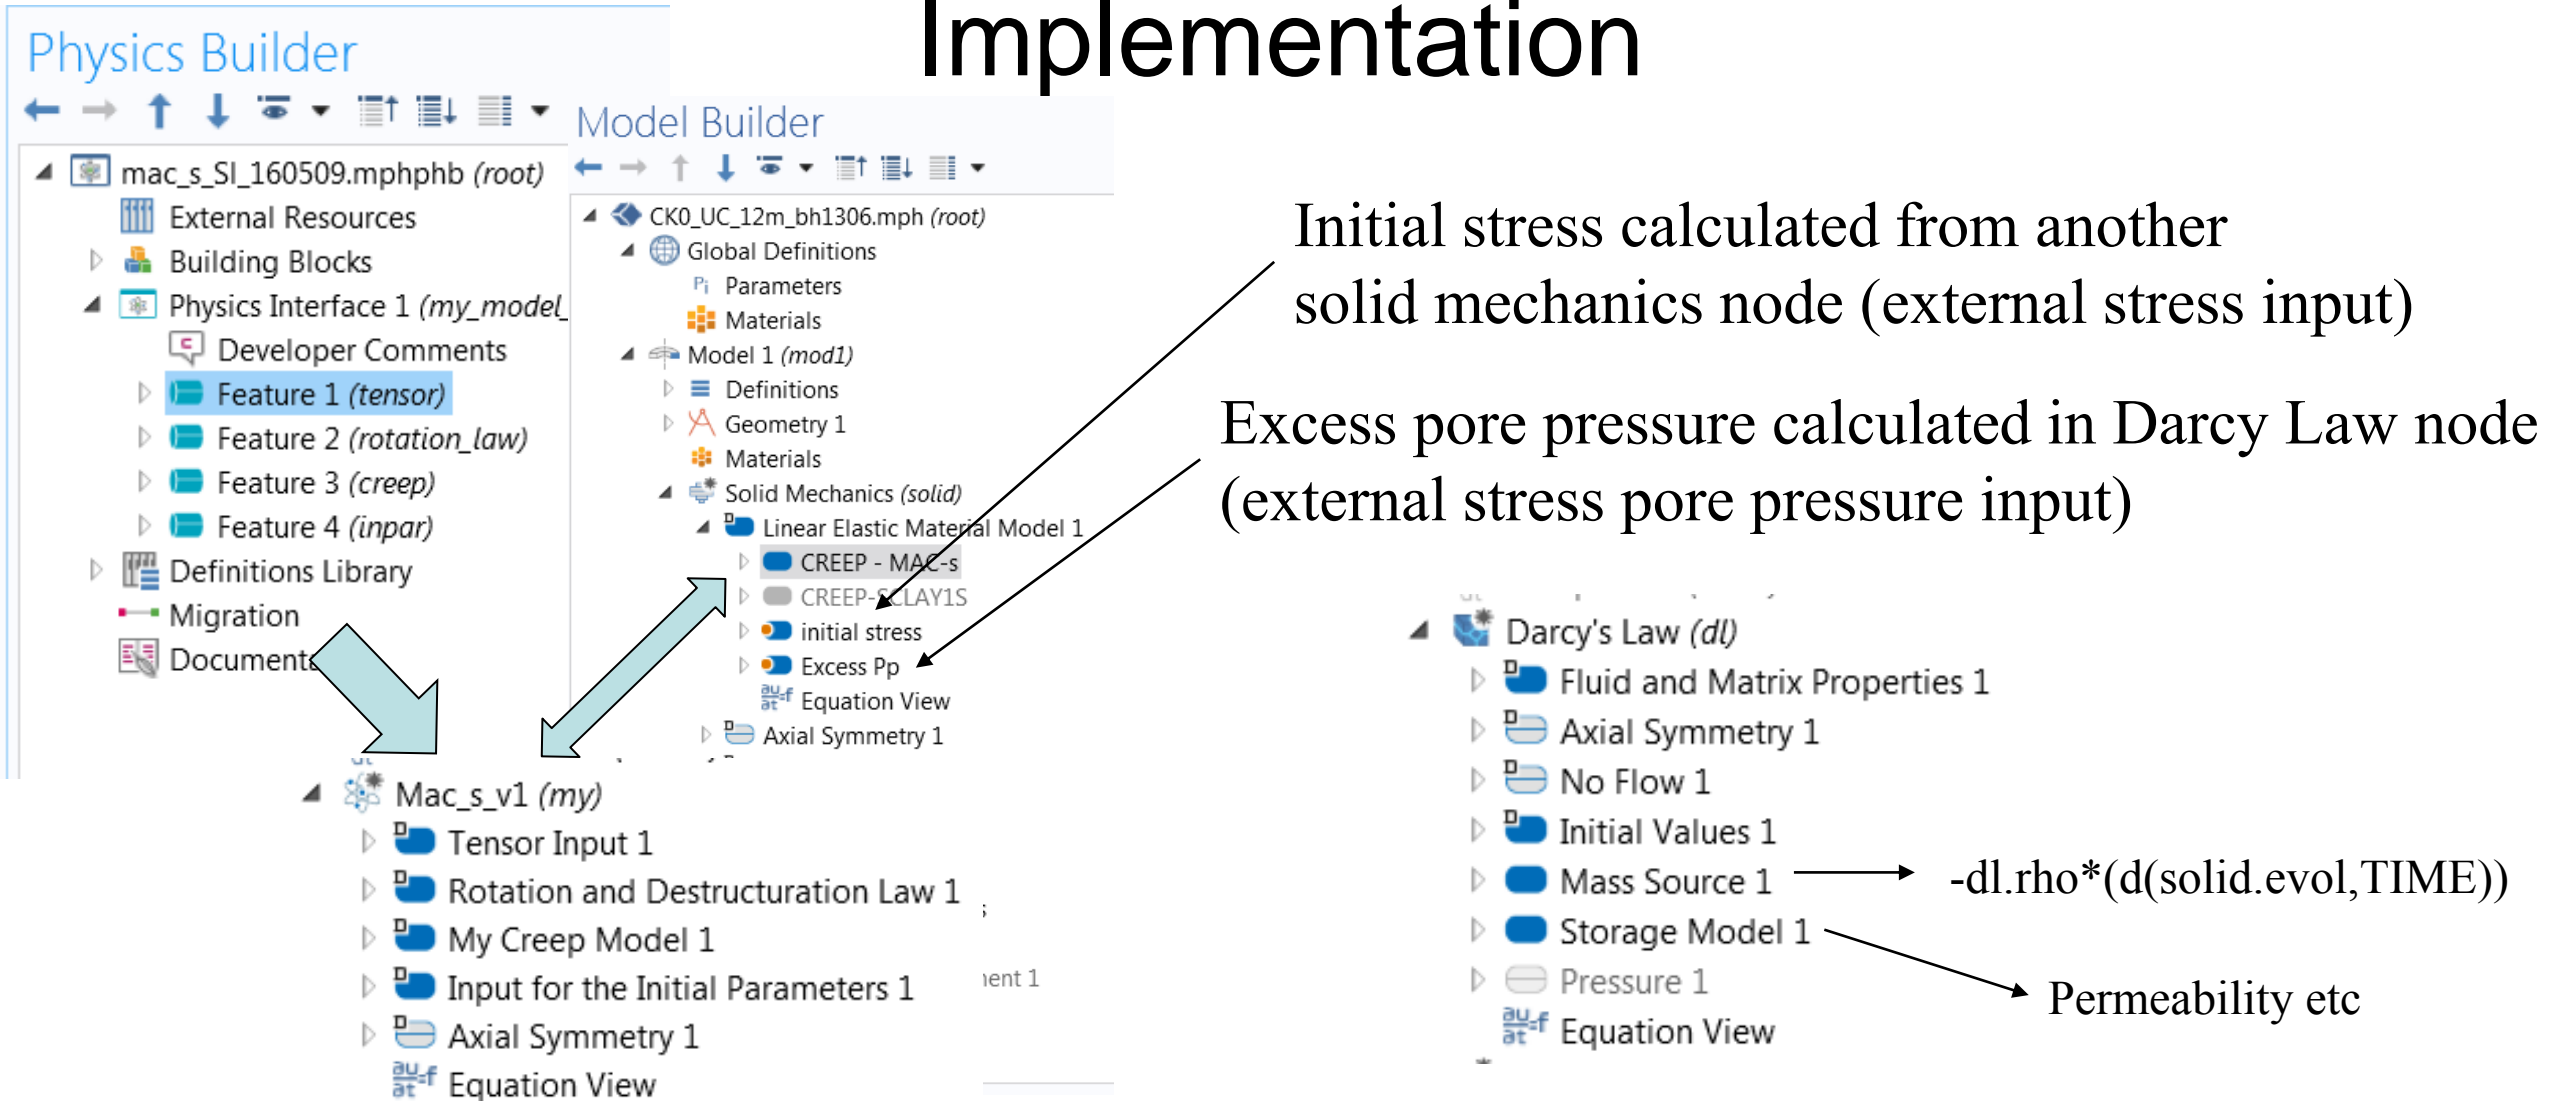 Implementation
Physics Builder
mac_s_SI_160509.mphphb (root)
External Resources
Building Blocks
Physics Interface 1 (my_model_
Developer Comments
Feature 1 (tensor)
Feature 2 (rotation_law)
Feature 3 (creep)
Feature 4 (inpar)
Definitions Library
Migration
Documenta
Model Builder
CK0_UC_12m_bh1306.mph (root)
Global Definitions
Pi Parameters
Materials
Model 1 (mod1)
Definitions
Geometry 1
Materials
Solid Mechanics (solid)
Linear Elastic Material Model 1
CREEP - MAC-s
CREEP-SCLAY1S
initial stress
Excess Pp
Equation View
Axial Symmetry 1
Mac_s_v1 (my)
Tensor Input 1
Rotation and Destructuration Law 1
My Creep Model 1
Input for the Initial Parameters 1
Axial Symmetry 1
Equation View
ent 1
Initial stress calculated from another
solid mechanics node (external stress input)
Excess pore pressure calculated in Darcy Law node
(external stress pore pressure input)
Darcy's Law (dl)
Fluid and Matrix Properties 1
Axial Symmetry 1
No Flow 1
Initial Values 1
Mass Source 1
-dl.rho*(d(solid.evol,TIME))
Storage Model 1
Pressure 1
Permeability etc
Equation View